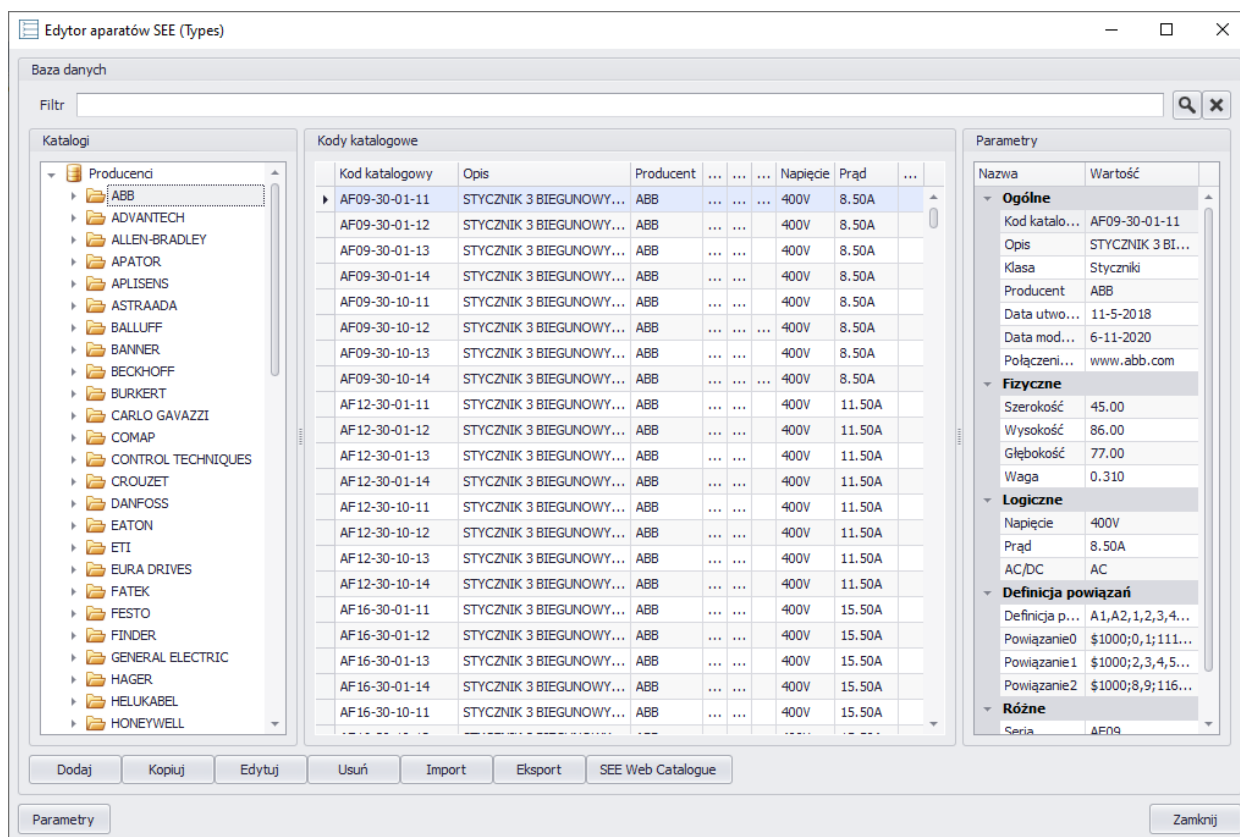 Edytor aparatów SEE (Types)
Baza danych
Filtr
Katalogi
Producenci
ABB
ADVANTECH
ALLEN-BRADLEY
APATOR
APLISENS
ASTRAADA
BALLUFF
BANNER
BECKHOFF
BURKERT
CARLO GAVAZZI
COMAP
CONTROL TECHNIQUES
CROUZET
DANFOSS
EATON
ETI
EURA DRIVES
FATEK
FESTO
FINDER
GENERAL ELECTRIC
HAGER
HELUKABEL
HONEYWELL
Kody katalogowe
Kod katalogowy Opis Producent ... ... ... Napięcie Prąd ...
AF09-30-01-11 STYCZNIK 3 BIEGUNOWY... ABB ... ... ... 400V 8.50A
AF09-30-01-12 STYCZNIK 3 BIEGUNOWY... ABB ... ... 400V 8.50A
AF09-30-01-13 STYCZNIK 3 BIEGUNOWY... ABB ... ... 400V 8.50A
AF09-30-01-14 STYCZNIK 3 BIEGUNOWY... ABB ... ... 400V 8.50A
AF09-30-10-11 STYCZNIK 3 BIEGUNOWY... ABB ... ... 400V 8.50A
AF09-30-10-12 STYCZNIK 3 BIEGUNOWY... ABB ... ... ... 400V 8.50A
AF09-30-10-13 STYCZNIK 3 BIEGUNOWY... ABB ... ... 400V 8.50A
AF09-30-10-14 STYCZNIK 3 BIEGUNOWY... ABB ... ... ... 400V 8.50A
AF12-30-01-11 STYCZNIK 3 BIEGUNOWY... ABB ... ... 400V 11.50A
AF12-30-01-12 STYCZNIK 3 BIEGUNOWY... ABB ... ... 400V 11.50A
AF12-30-01-13 STYCZNIK 3 BIEGUNOWY... ABB ... ... 400V 11.50A
AF12-30-01-14 STYCZNIK 3 BIEGUNOWY... ABB ... ... 400V 11.50A
AF12-30-10-11 STYCZNIK 3 BIEGUNOWY... ABB ... ... 400V 11.50A
AF12-30-10-12 STYCZNIK 3 BIEGUNOWY... ABB ... ... 400V 11.50A
AF12-30-10-13 STYCZNIK 3 BIEGUNOWY... ABB ... ... 400V 11.50A
AF12-30-10-14 STYCZNIK 3 BIEGUNOWY... ABB ... ... 400V 11.50A
AF16-30-01-11 STYCZNIK 3 BIEGUNOWY... ABB ... ... 400V 15.50A
AF16-30-01-12 STYCZNIK 3 BIEGUNOWY... ABB ... ... 400V 15.50A
AF16-30-01-13 STYCZNIK 3 BIEGUNOWY... ABB ... ... 400V 15.50A
AF16-30-01-14 STYCZNIK 3 BIEGUNOWY... ABB ... ... 400V 15.50A
AF16-30-10-11 STYCZNIK 3 BIEGUNOWY... ABB ... ... 400V 15.50A
Parametry
Nazwa Wartość
Ogólne
Kod katalo... AF09-30-01-11
Opis STYCZNIK 3 BI...
Klasa Styczniki
Producent ABB
Data utwo... 11-5-2018
Data mod... 6-11-2020
Połączeni... www.abb.com
Fizyczne
Szerokość 45.00
Wysokość 86.00
Głębokość 77.00
Waga 0.310
Logiczne
Napięcie 400V
Prąd 8.50A
AC/DC AC
Definicja powiązań
Definicja p... A1,A2,1,2,3,4...
Powiązanie0 $1000;0,1;111...
Powiązanie1 $1000;2,3,4,5...
Powiązanie2 $1000;8,9;116...
Różne
Seria AF09
Dodaj Kopiuj Edytuj Usuń Import Eksport SEE Web Catalogue
Parametry Zamknij